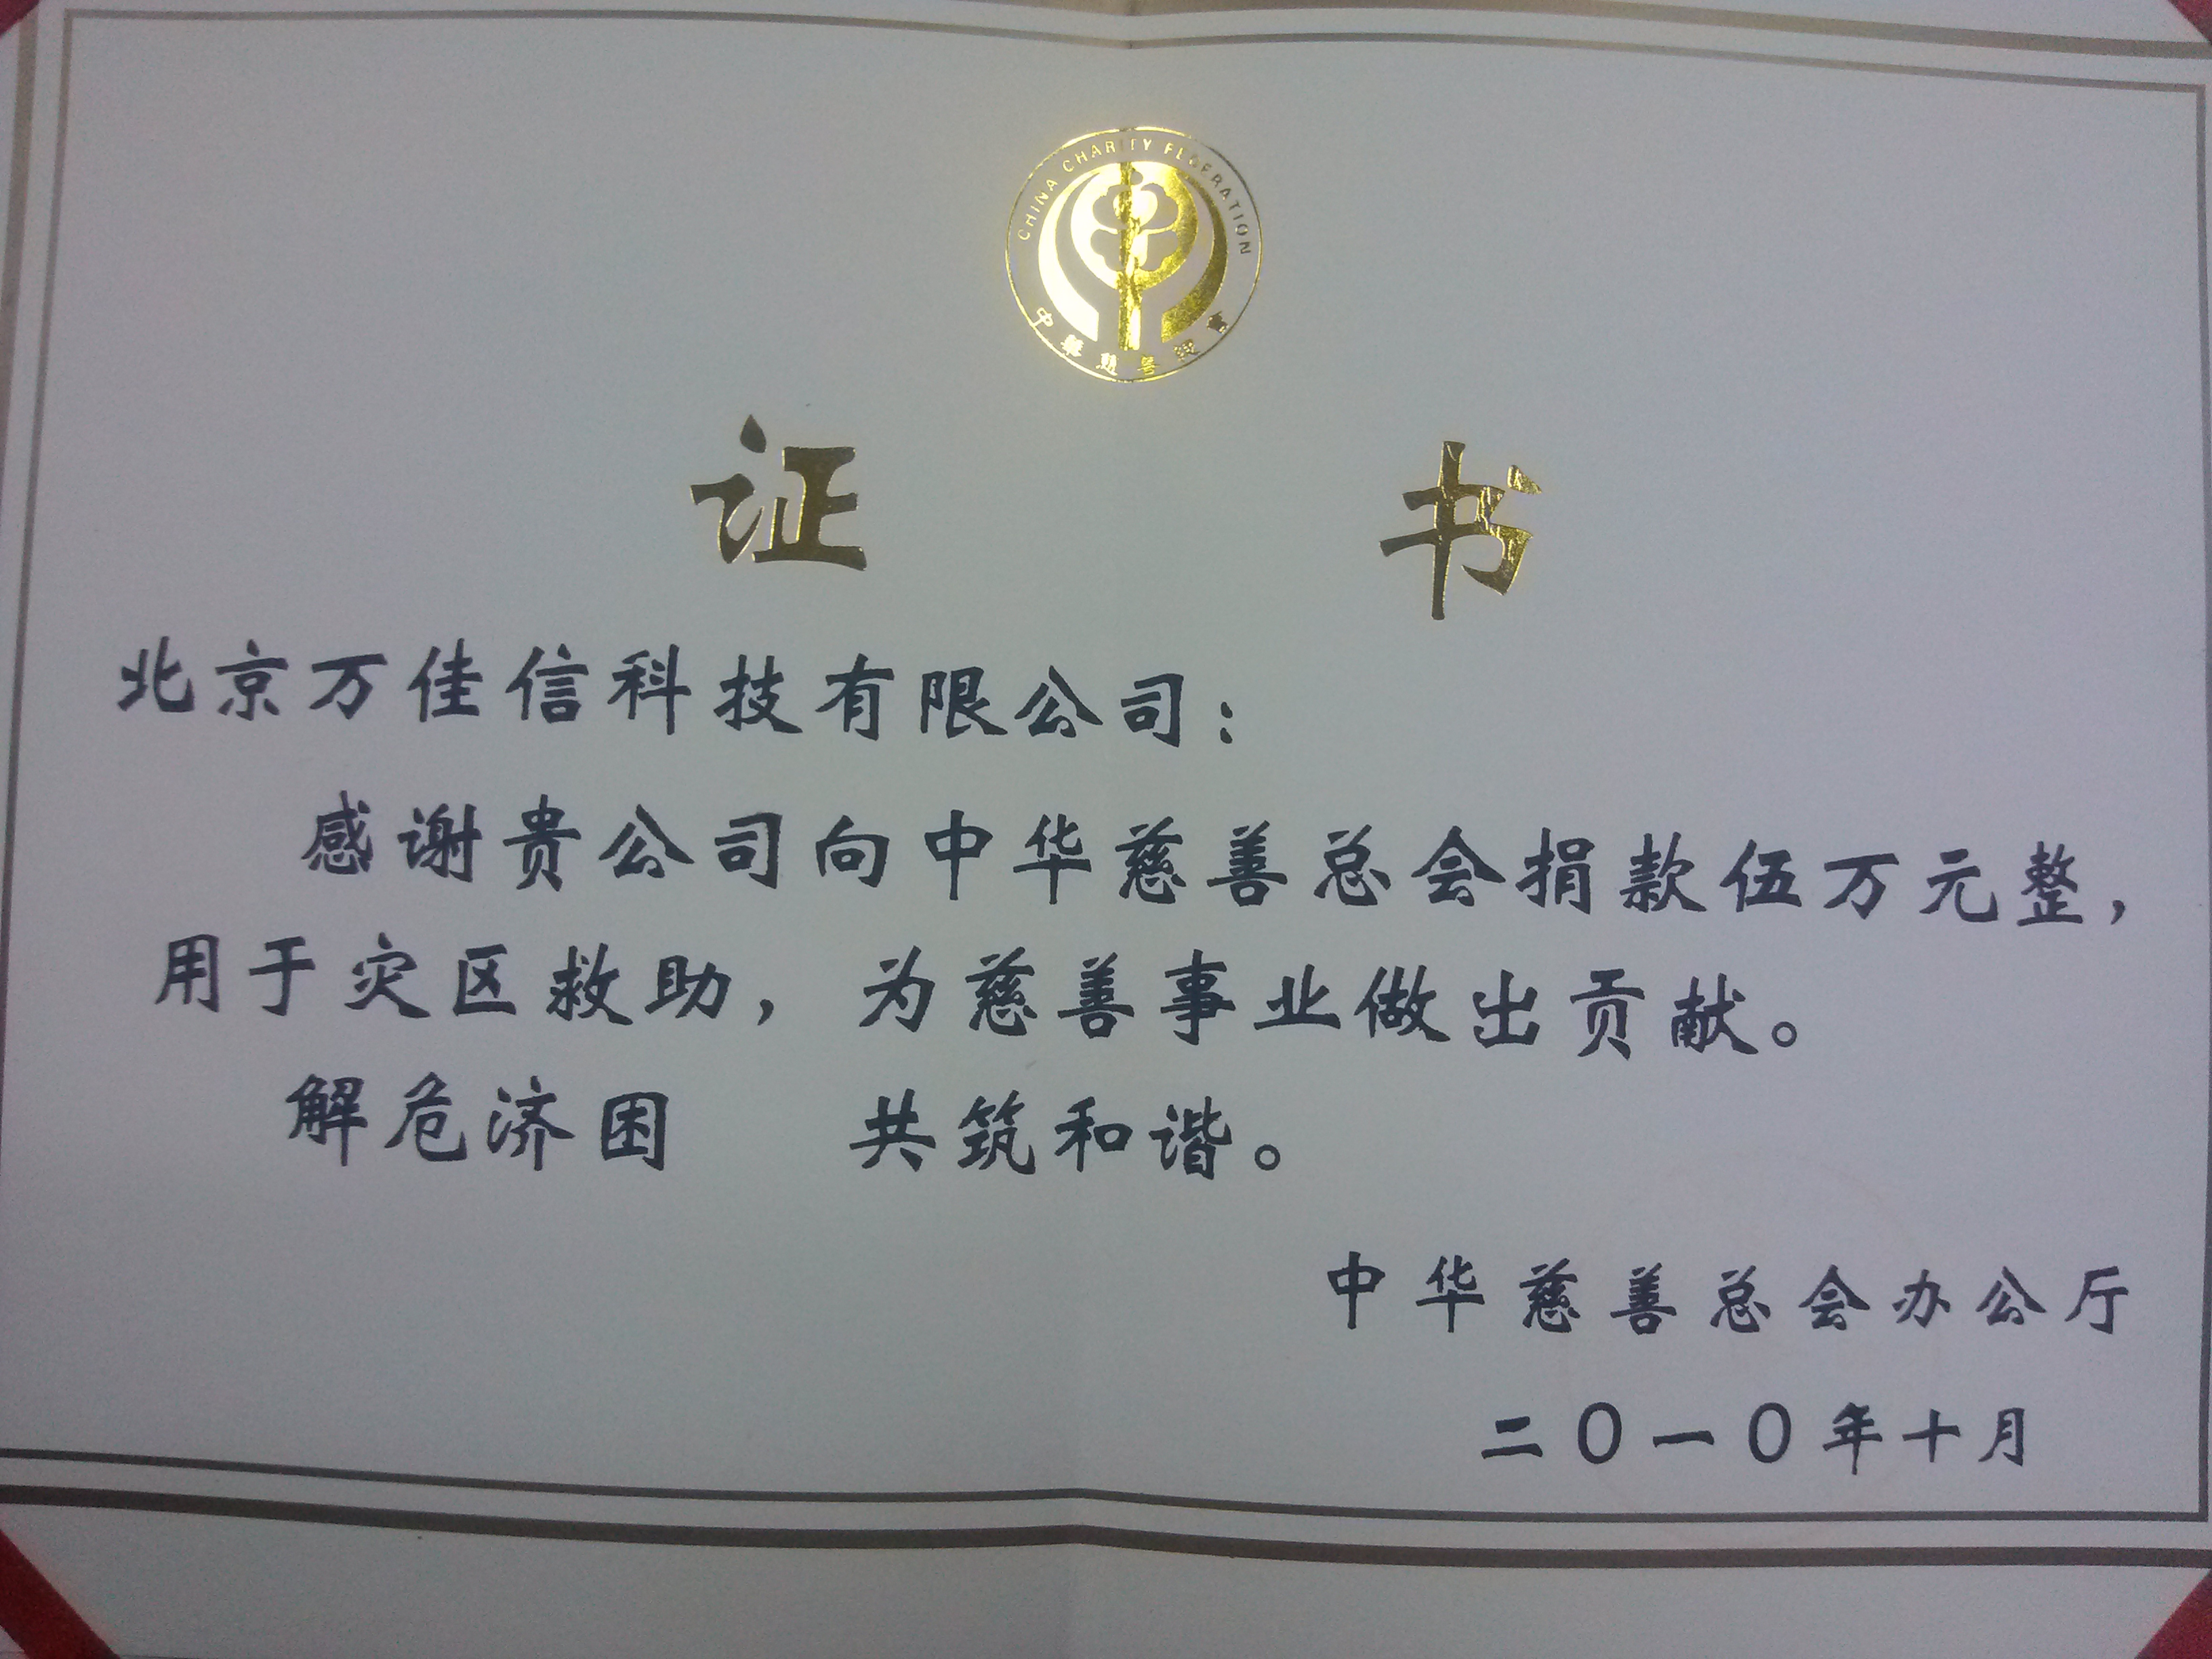 CHINA CHARITY FEDERATION
中華慈善總會
证 书
北京万佳信科技有限公司：
感谢贵公司向中华慈善总会捐款伍万元整，
用于灾区救助，为慈善事业做出贡献。
解危济困 共筑和谐。
中华慈善总会办公厅
二〇一〇年十月